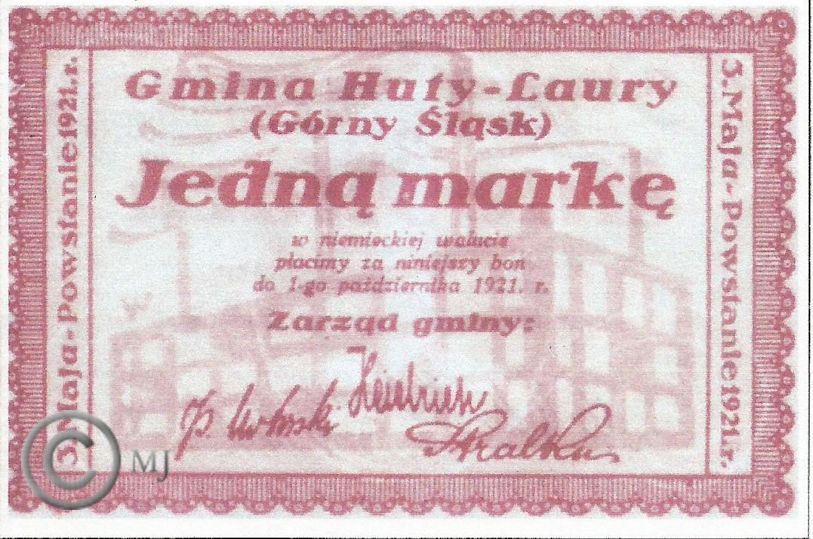 Gmina Huty-Laury
(Górny Śląsk)
Jedną markę
w niemieckiej walucie
płacimy za niniejszy bon
do 1-go października 1921. r.
Zarząd gminy:
Heidrich
3. Maja-Powstanie 1921. r.
3. Maja-Powstanie 1921. r.
© MJ